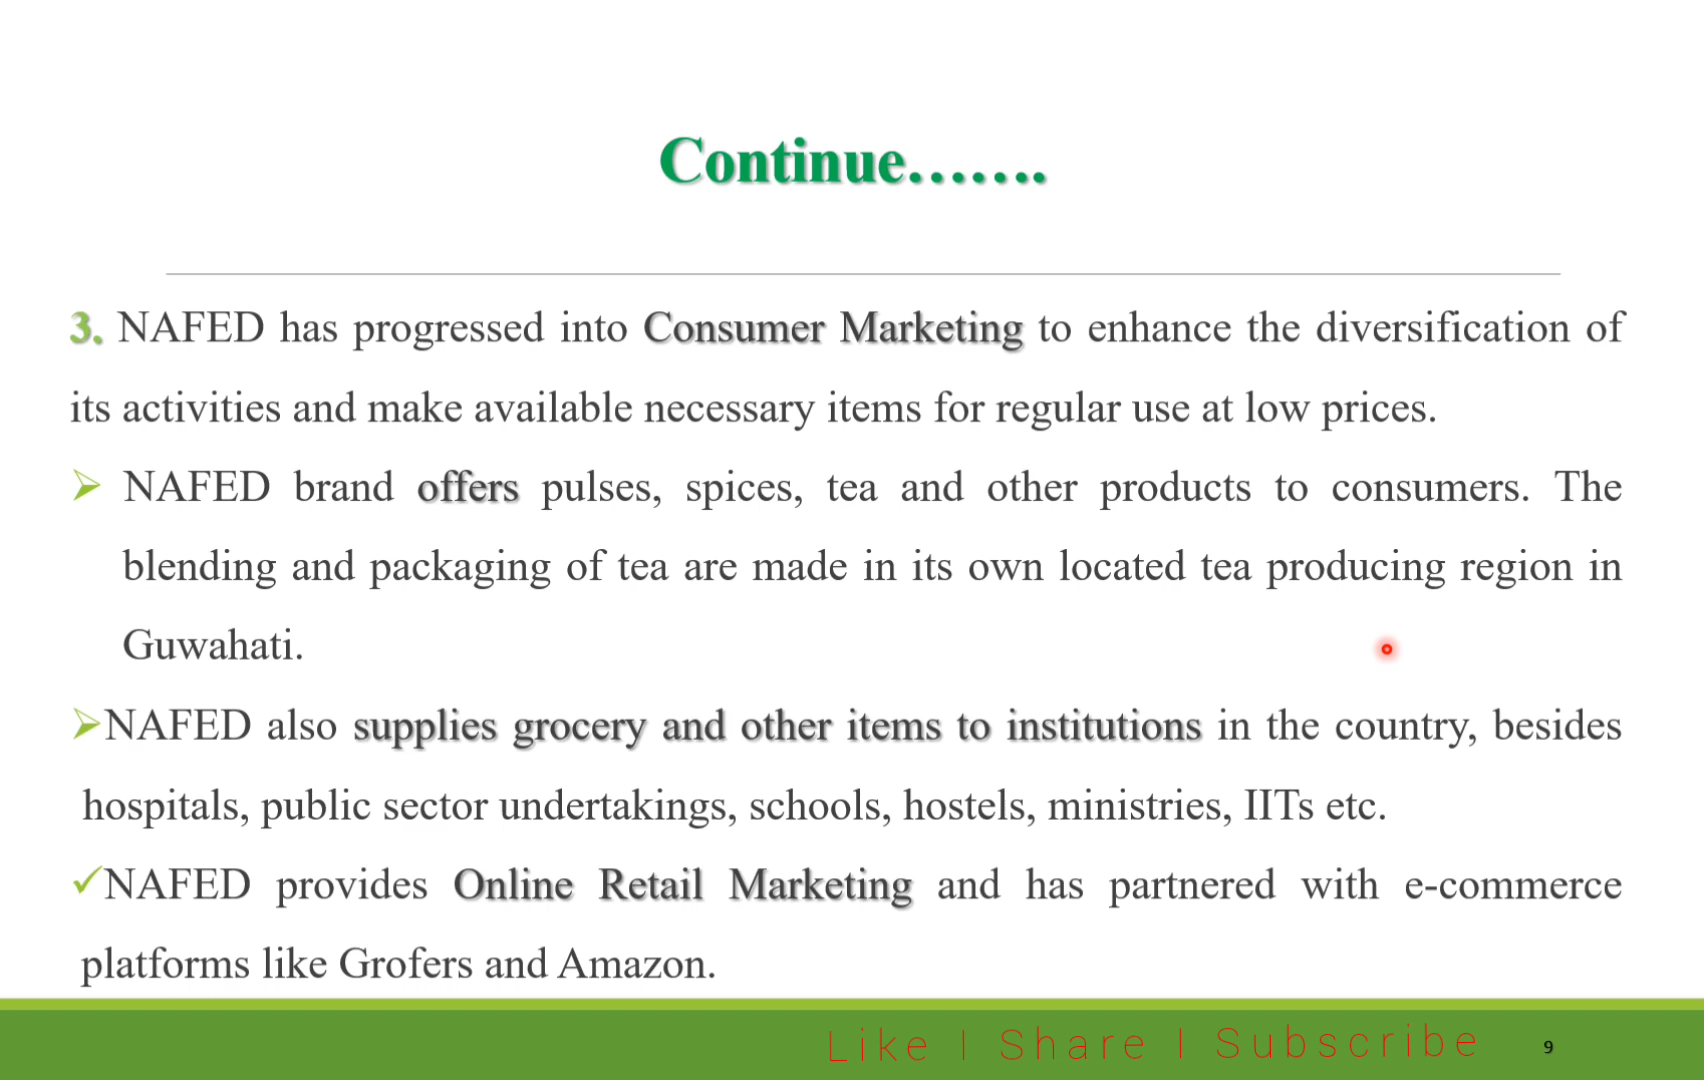 Continue…….
3. NAFED has progressed into Consumer Marketing to enhance the diversification of
its activities and make available necessary items for regular use at low prices.
➢ NAFED brand offers pulses, spices, tea and other products to consumers. The
blending and packaging of tea are made in its own located tea producing region in
Guwahati.
➢NAFED also supplies grocery and other items to institutions in the country, besides
hospitals, public sector undertakings, schools, hostels, ministries, IITs etc.
✓NAFED provides Online Retail Marketing and has partnered with e-commerce
platforms like Grofers and Amazon.
Like I Share I Subscribe 9